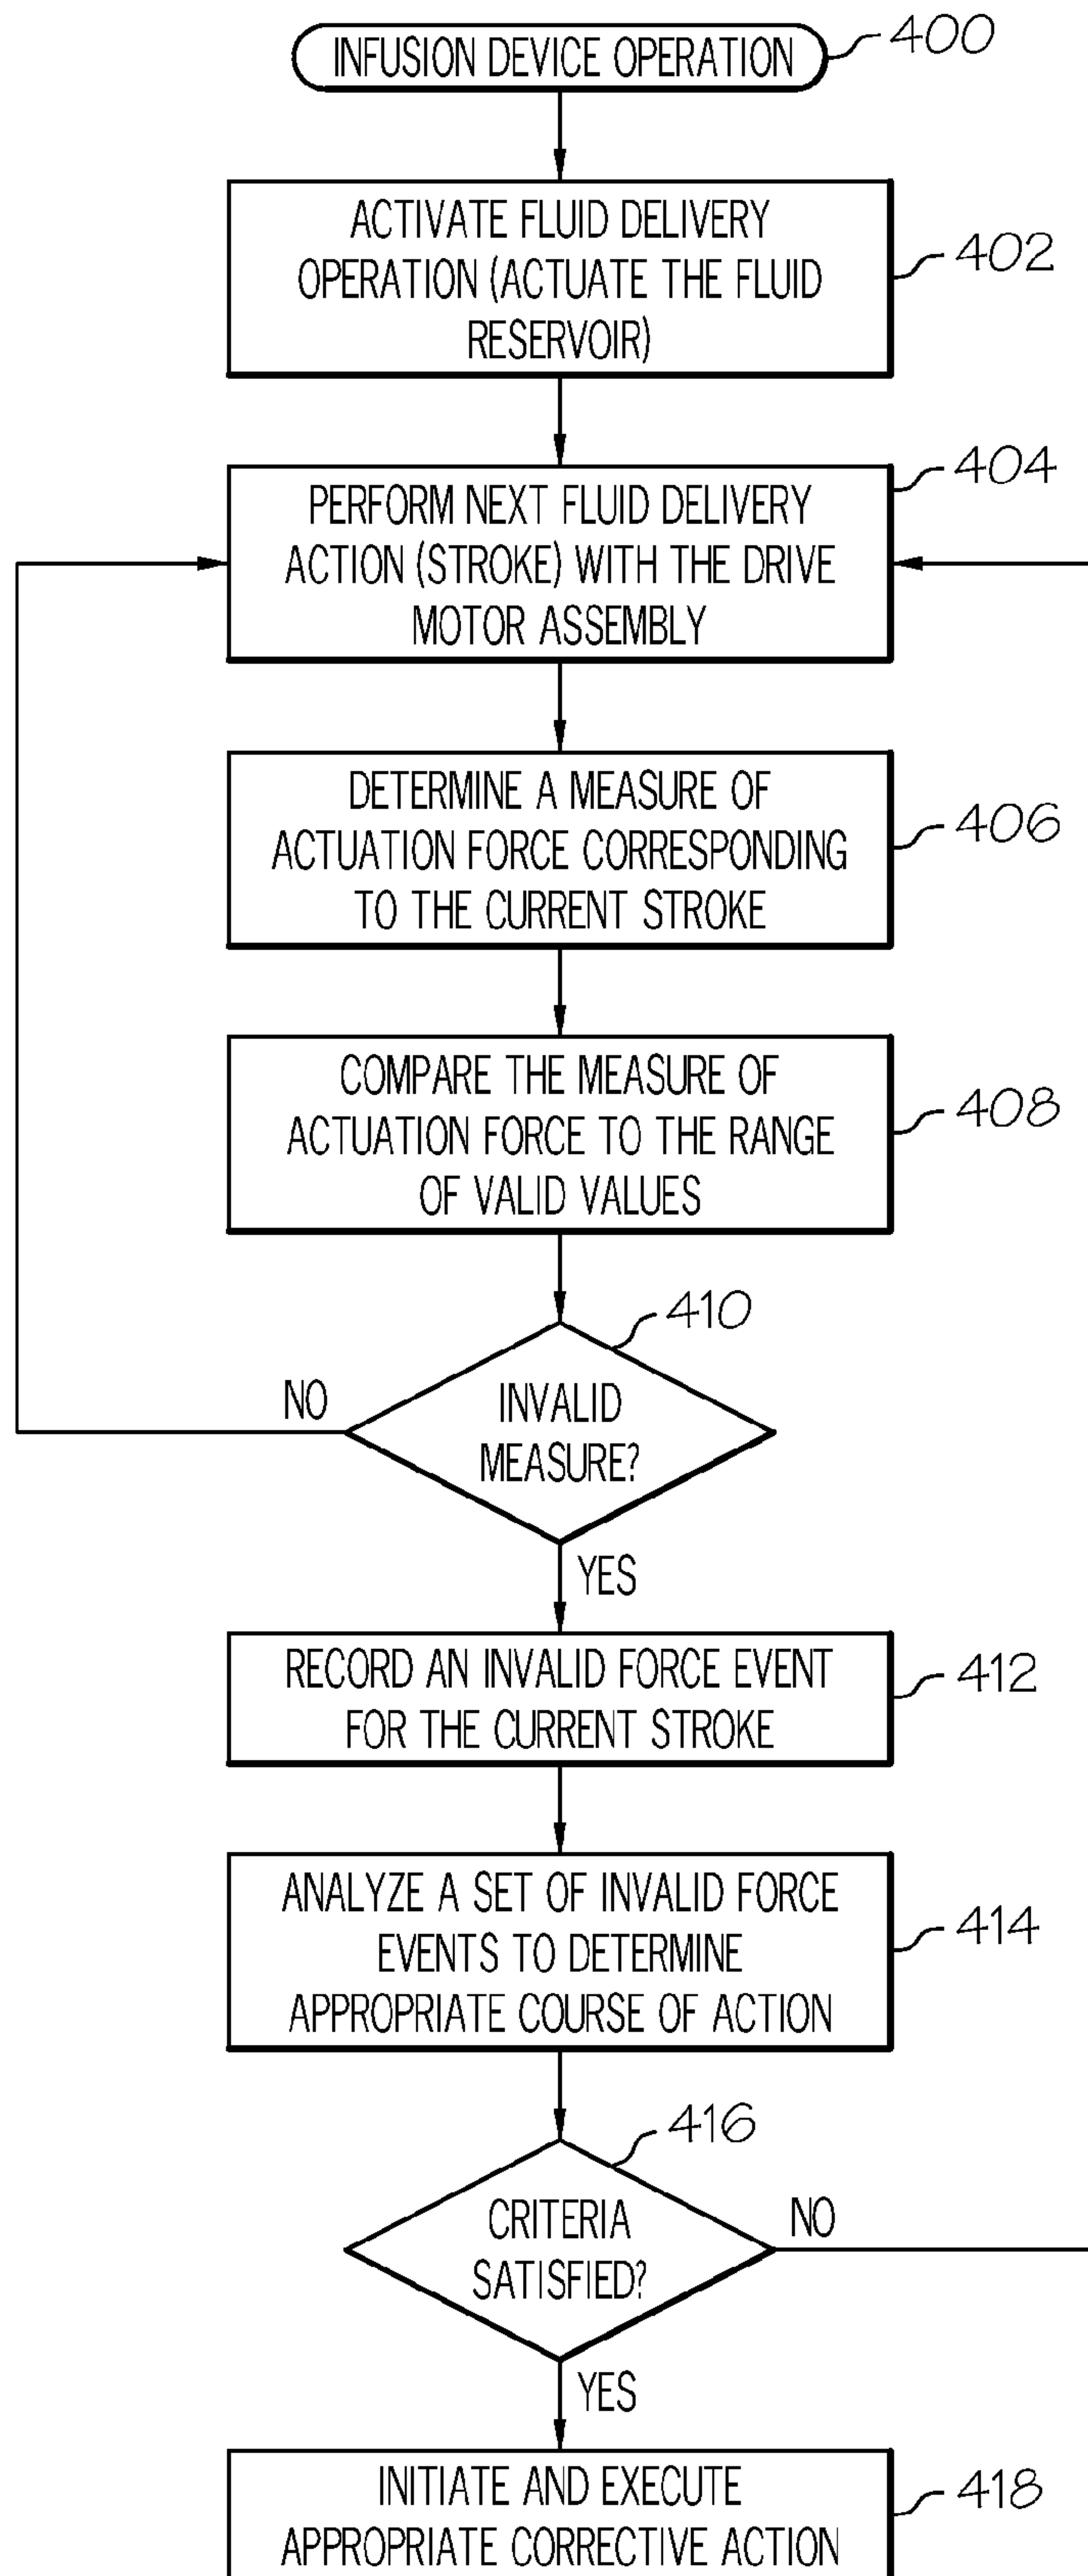 INFUSION DEVICE OPERATION
400
ACTIVATE FLUID DELIVERY
OPERATION (ACTUATE THE FLUID
RESERVOIR)
402
404
PERFORM NEXT FLUID DELIVERY
ACTION (STROKE) WITH THE DRIVE
MOTOR ASSEMBLY
DETERMINE A MEASURE OF
ACTUATION FORCE CORRESPONDING
TO THE CURRENT STROKE
406
COMPARE THE MEASURE OF
ACTUATION FORCE TO THE RANGE
OF VALID VALUES
408
410
NO
INVALID
MEASURE?
YES
RECORD AN INVALID FORCE EVENT
FOR THE CURRENT STROKE
412
ANALYZE A SET OF INVALID FORCE
EVENTS TO DETERMINE
APPROPRIATE COURSE OF ACTION
414
416
CRITERIA
SATISFIED?
NO
YES
INITIATE AND EXECUTE
APPROPRIATE CORRECTIVE ACTION
418